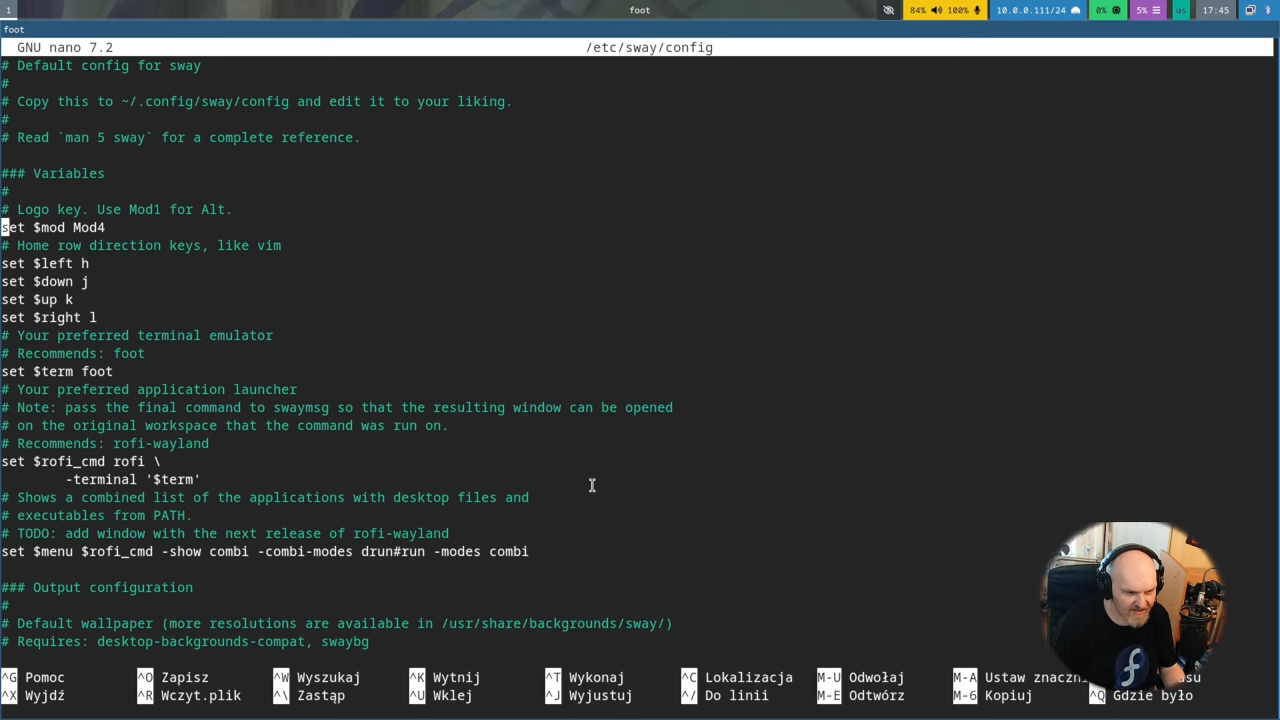 1
foot
84% 100%
10.0.0.111/24
0%
5%
us
17:45
foot
GNU nano 7.2 /etc/sway/config
# Default config for sway
#
# Copy this to ~/.config/sway/config and edit it to your liking.
#
# Read `man 5 sway` for a complete reference.
### Variables
#
# Logo key. Use Mod1 for Alt.
set $mod Mod4
# Home row direction keys, like vim
set $left h
set $down j
set $up k
set $right l
# Your preferred terminal emulator
# Recommends: foot
set $term foot
# Your preferred application launcher
# Note: pass the final command to swaymsg so that the resulting window can be opened
# on the original workspace that the command was run on.
# Recommends: rofi-wayland
set $rofi_cmd rofi \
-terminal '$term'
# Shows a combined list of the applications with desktop files and
# executables from PATH.
# TODO: add window with the next release of rofi-wayland
set $menu $rofi_cmd -show combi -combi-modes drun#run -modes combi
### Output configuration
#
# Default wallpaper (more resolutions are available in /usr/share/backgrounds/sway/)
# Requires: desktop-backgrounds-compat, swaybg
^G Pomoc ^O Zapisz ^W Wyszukaj ^K Wytnij ^T Wykonaj ^C Lokalizacja M-U Odwołaj M-A Ustaw
^X Wyjdź ^R Wczyt.plik ^\ Zastąp ^U Wklej ^J Wyjustuj ^/ Do linii M-E Odtwórz M-6 Kopiuj ^Q Gdzie było